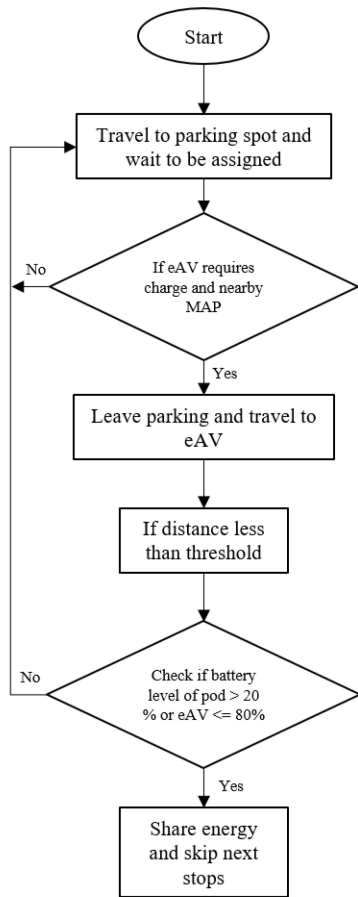 Start
Travel to parking spot and
wait to be assigned
No
If eAV requires
charge and nearby
MAP
Yes
Leave parking and travel to
eAV
If distance less
than threshold
No
Check if battery
level of pod > 20
% or eAV <= 80%
Yes
Share energy
and skip next
stops